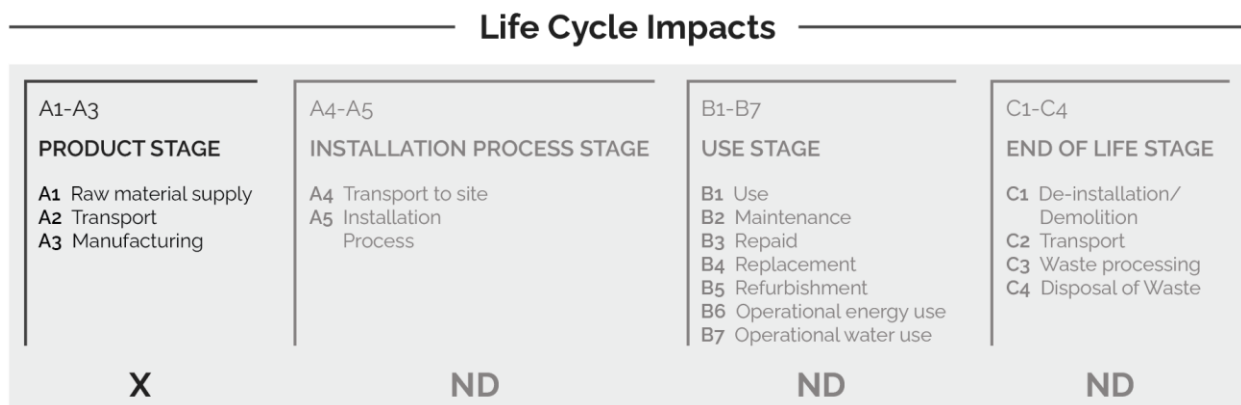 Life Cycle Impacts
A1-A3
PRODUCT STAGE
A1 Raw material supply
A2 Transport
A3 Manufacturing
X
A4-A5
INSTALLATION PROCESS STAGE
A4 Transport to site
A5 Installation
Process
ND
B1-B7
USE STAGE
B1 Use
B2 Maintenance
B3 Repaid
B4 Replacement
B5 Refurbishment
B6 Operational energy use
B7 Operational water use
ND
C1-C4
END OF LIFE STAGE
C1 De-installation/
Demolition
C2 Transport
C3 Waste processing
C4 Disposal of Waste
ND